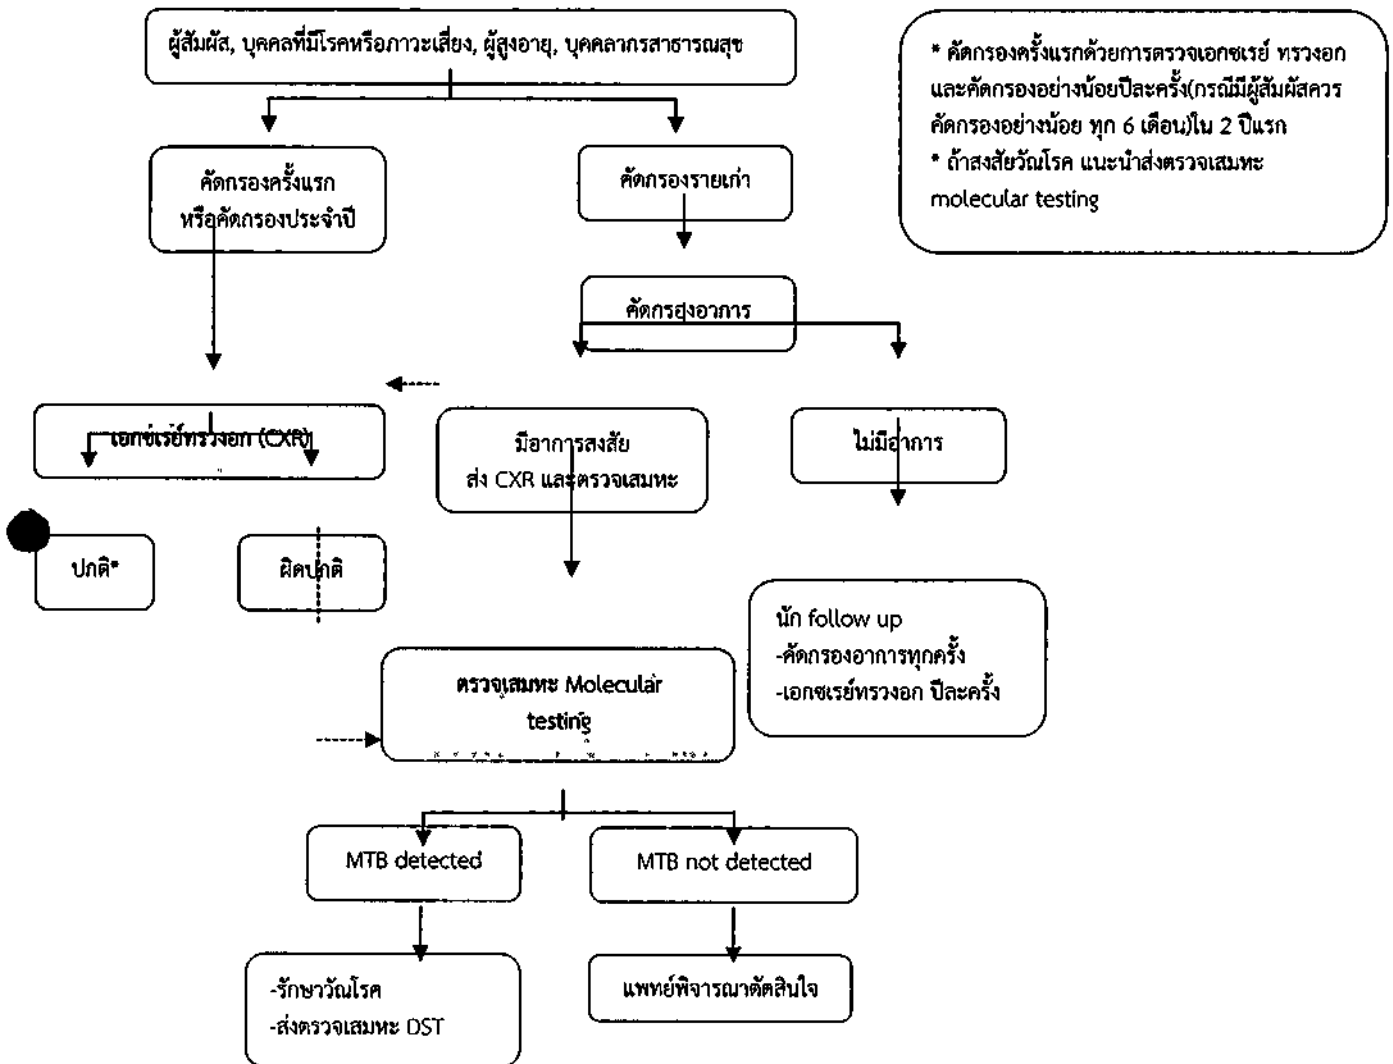 ผู้สัมผัส, บุคคลที่มีโรคหรือภาวะเสี่ยง, ผู้สูงอายุ, บุคคลากรสาธารณสุข
* คัดกรองครั้งแรกด้วยการตรวจเอกซเรย์ ทรวงอก
และคัดกรองอย่างน้อยปีละครั้ง(กรณีมีผู้สัมผัสควร
คัดกรองอย่างน้อย ทุก 6 เดือน)ใน 2 ปีแรก
* ถ้าสงสัยวัณโรค แนะนำส่งตรวจเสมหะ
molecular testing
คัดกรองครั้งแรก
หรือคัดกรองประจำปี
คัดกรองรายเก่า
คัดกรองอาการ
เอกซ์เรย์ทรวงอก (CXR)
มีอาการสงสัย
ส่ง CXR และตรวจเสมหะ
ไม่มีอาการ
ปกติ*
ผิดปกติ
นัก follow up
-คัดกรองอาการทุกครั้ง
-เอกซเรย์ทรวงอก ปีละครั้ง
ตรวจเสมหะ Molecular
testing
MTB detected
MTB not detected
-รักษาวัณโรค
-ส่งตรวจเสมหะ DST
แพทย์พิจารณาตัดสินใจ